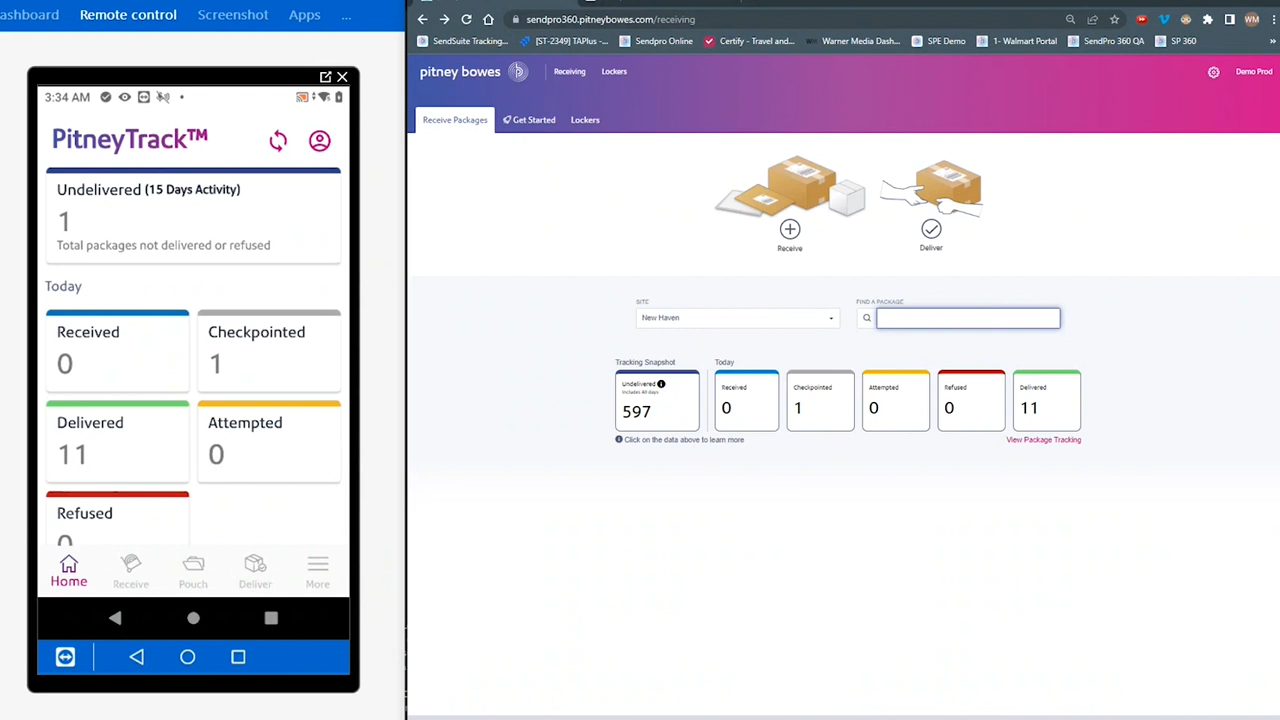 ashboard
Remote control
Screenshot
Apps
...
3:34 AM
PitneyTrack™
Undelivered (15 Days Activity)
1
Total packages not delivered or refused
Today
Received
0
Checkpointed
1
Delivered
11
Attempted
0
Refused
0
Home
Receive
Pouch
Deliver
More
sendpro360.pitneybowes.com/receiving
WM
SendSuite Tracking...
[ST-2349] TAPlus -...
Sendpro Online
Certify - Travel and...
Warner Media Dash...
SPE Demo
1- Walmart Portal
SendPro 360 QA
SP 360
»
pitney bowes
Receiving
Lockers
Demo Prod
Receive Packages
Get Started
Lockers
Receive
Deliver
SITE
New Haven
FIND A PACKAGE
Tracking Snapshot
Today
Undelivered
Includes 46 days
597
Received
0
Checkpointed
1
Attempted
0
Refused
0
Delivered
11
Click on the data above to learn more
View Package Tracking